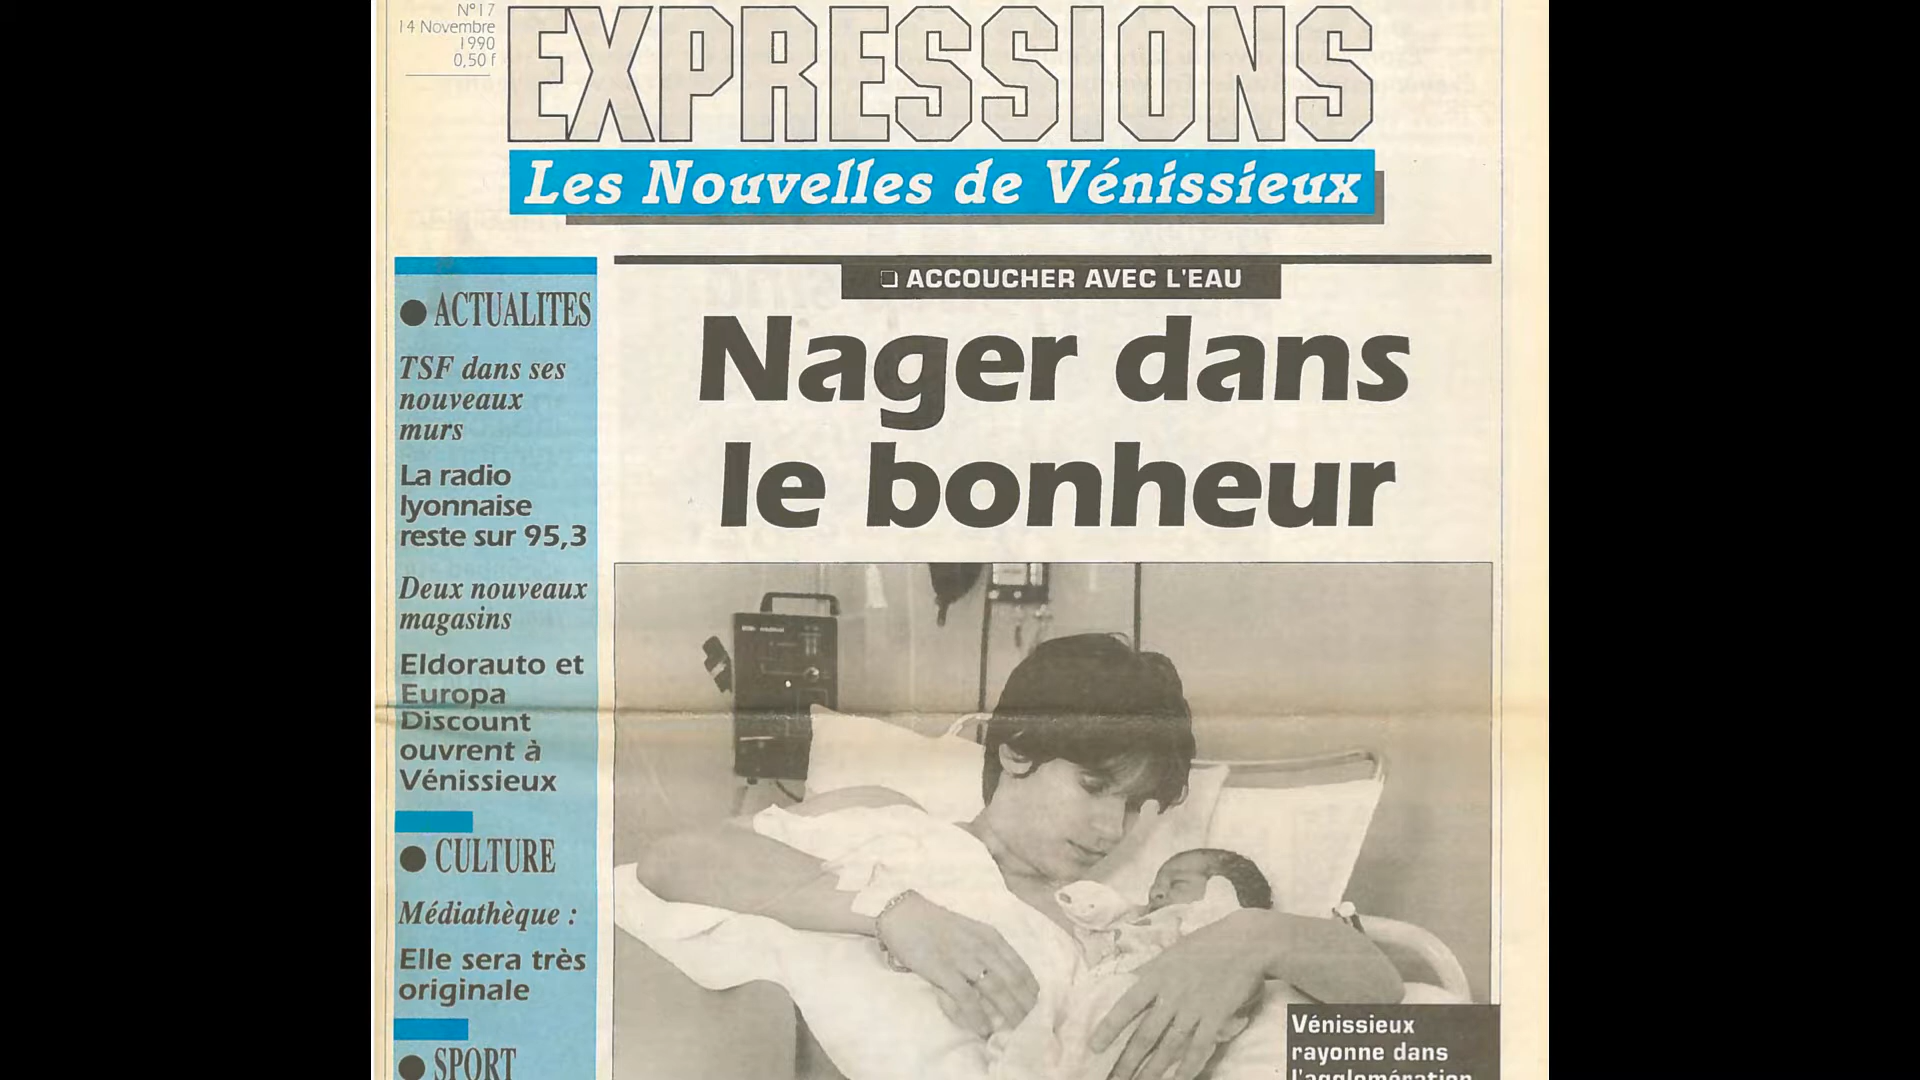 N°17
14 Novembre
1990
0,50 f
EXPRESSIONS
Les Nouvelles de Vénissieux
● ACTUALITES
TSF dans ses
nouveaux
murs
La radio
lyonnaise
reste sur 95,3
Deux nouveaux
magasins
Eldorauto et
Europa
Discount
ouvrent à
Vénissieux
● CULTURE
Médiathèque :
Elle sera très
originale
● SPORT
❏ ACCOUCHER AVEC L'EAU
Nager dans
le bonheur
Vénissieux
rayonne dans
l'agglomération